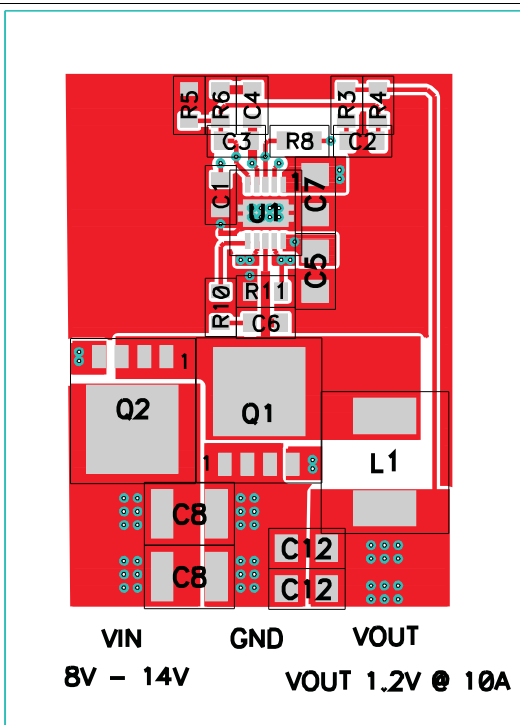 R5 R6 C4 R3 R4
C3 R8 C2
1
C1 U1 C7
C5
R10 R11
C6
1
Q2 Q1
1 L1
C8
C12
C8 C12
VIN GND VOUT
8V - 14V VOUT 1.2V @ 10A